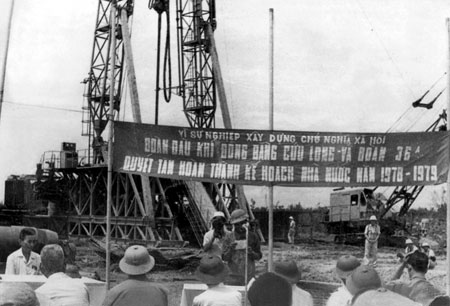 VÌ SỰ NGHIỆP XÂY DỰNG CHỦ NGHĨA XÃ HỘI
ĐOÀN DẦU KHÍ ĐỒNG BẰNG CỬU LONG VÀ ĐOÀN 36A
QUYẾT TÂM HOÀN THÀNH KẾ HOẠCH NHÀ NƯỚC NĂM 1978-1979